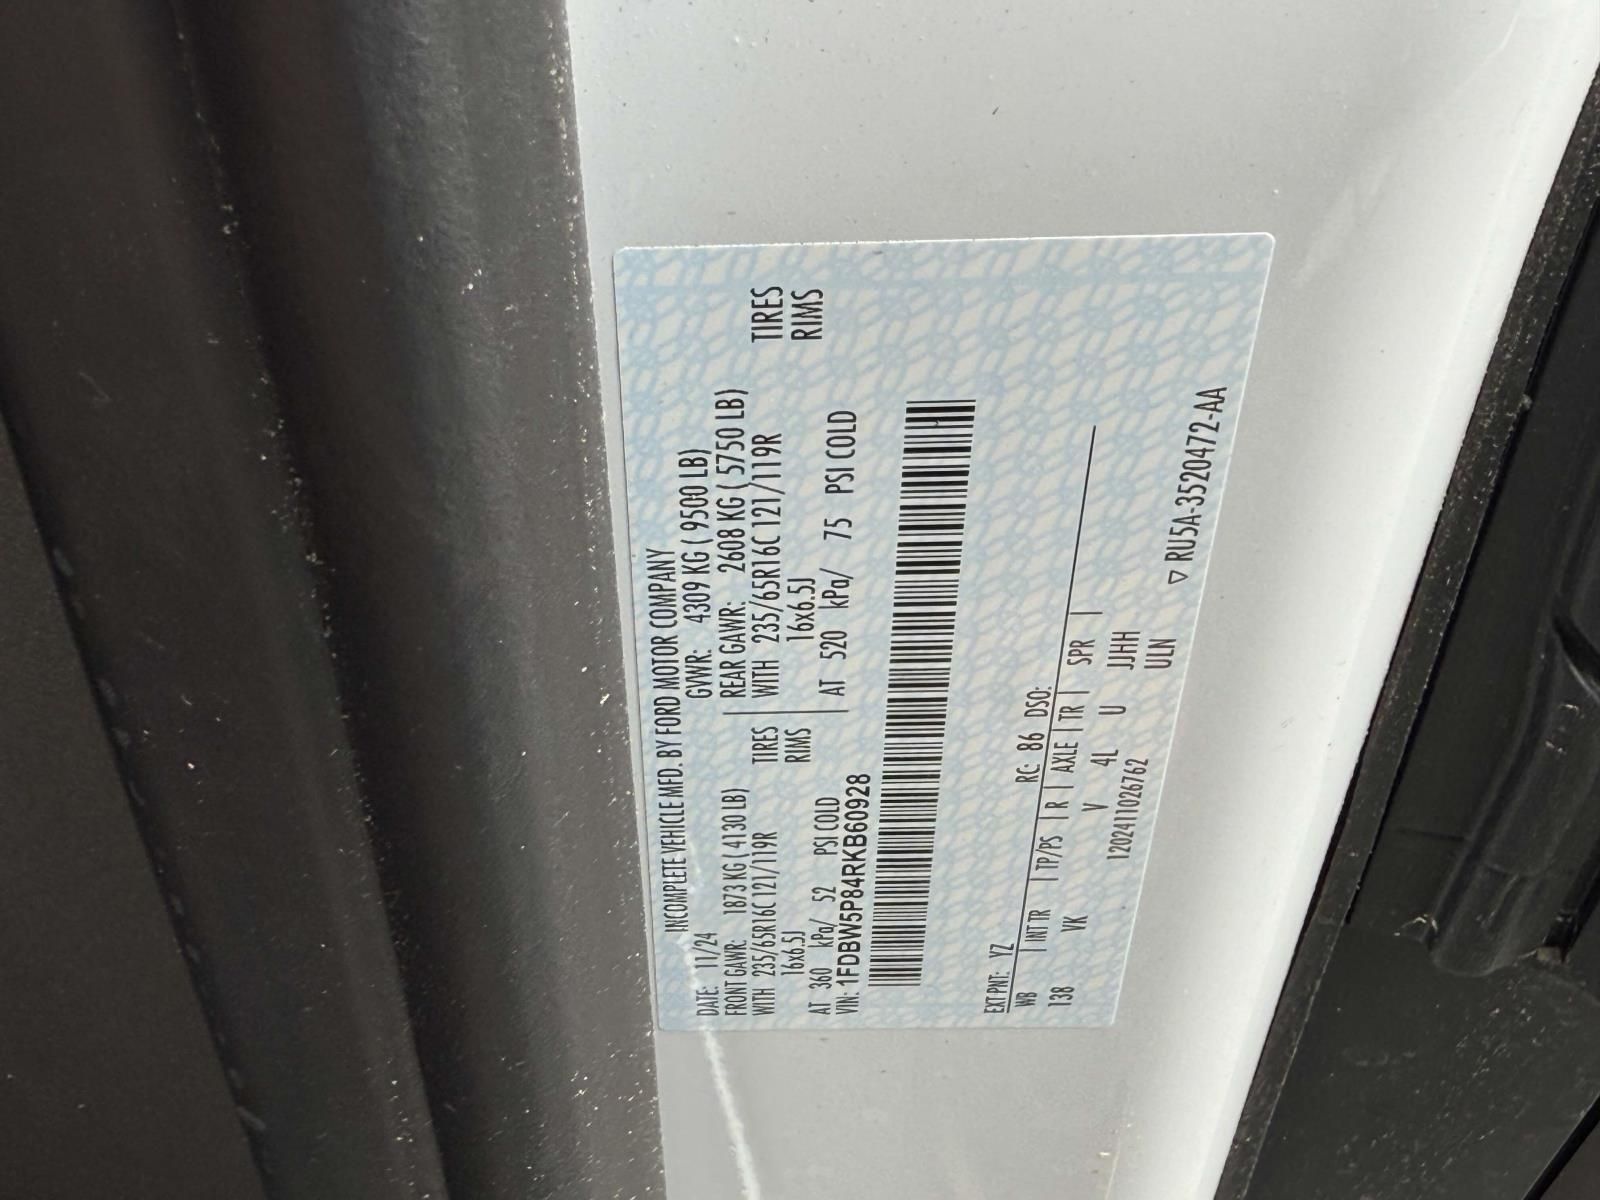 INCOMPLETE VEHICLE MFD. BY FORD MOTOR COMPANY
DATE: 11/24 GVWR: 4309 KG ( 9500 LB)
FRONT GAWR: 1873 KG ( 4130 LB) REAR GAWR: 2608 KG ( 5750 LB)
WITH 235/65R16C 121/119R TIRES WITH 235/65R16C 121/119R TIRES
16x6.5J RIMS 16x6.5J RIMS
AT 360 kPa/ 52 PSI COLD AT 520 kPa/ 75 PSI COLD
VIN: 1FDBW5P84RKB60928
EXT PNT: YZ RC: 86 DSO:
WB INT TR TP/PS R AXLE TR SPR
138 VK V 4L U JJHH
1202411026762 ULN
▽ RU5A-3520472-AA